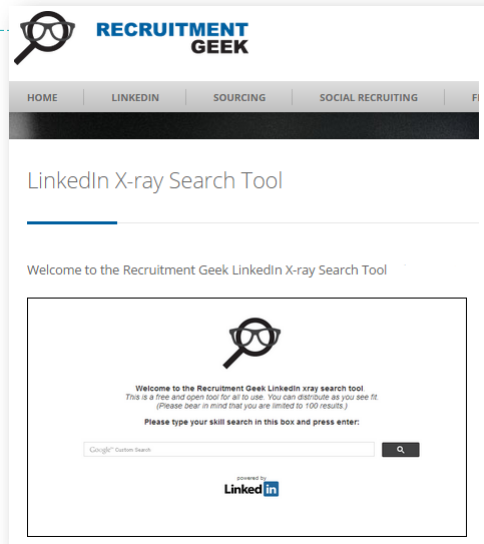 RECRUITMENT
GEEK
HOME LINKEDIN SOURCING SOCIAL RECRUITING F
LinkedIn X-ray Search Tool
Welcome to the Recruitment Geek LinkedIn X-ray Search Tool
Welcome to the Recruitment Geek LinkedIn xray search tool
This is a free and open tool for all to use. You can distribute as you see fit.
(Please bear in mind that you are limited to 100 results.)
Please type your skill search in this box and press enter:
Google™ Custom Search
powered by
Linked in